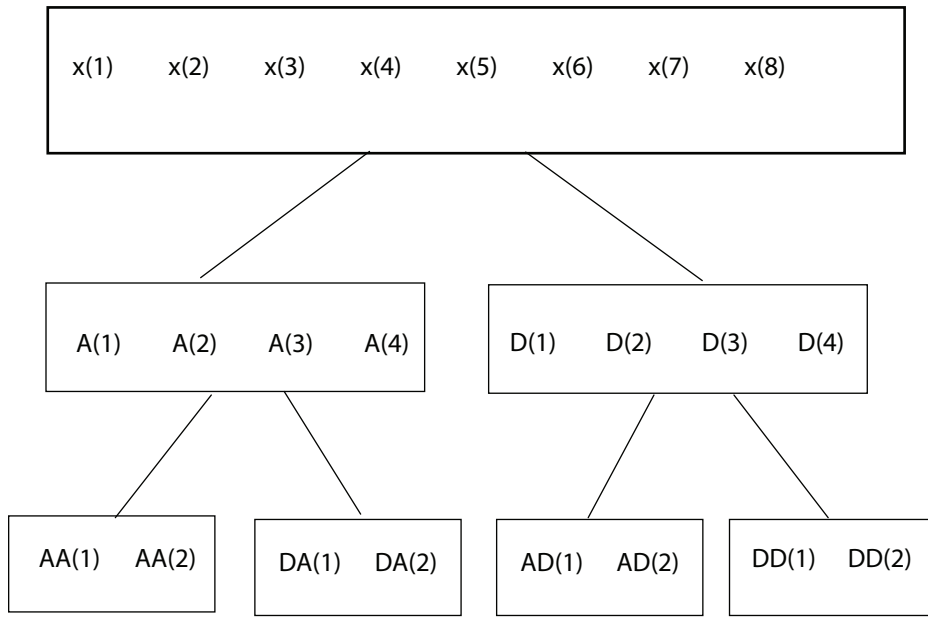 x(1) x(2) x(3) x(4) x(5) x(6) x(7) x(8)
A(1) A(2) A(3) A(4)
D(1) D(2) D(3) D(4)
AA(1) AA(2)
DA(1) DA(2)
AD(1) AD(2)
DD(1) DD(2)